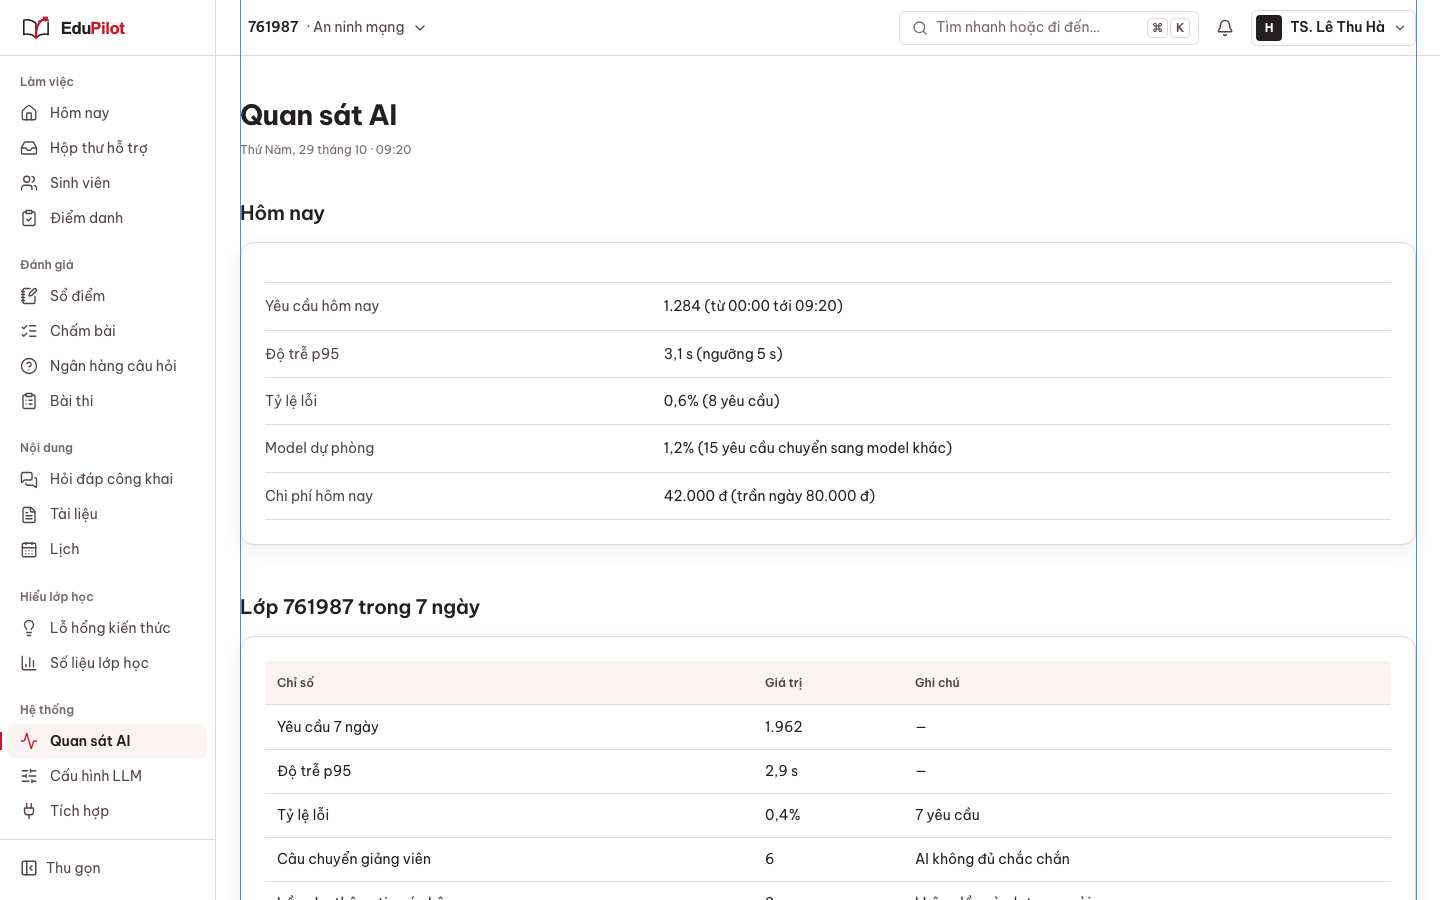 EduPilot
761987 · An ninh mạng
Tìm nhanh hoặc đi đến...
⌘ K
H
TS. Lê Thu Hà
Làm việc
Hôm nay
Hộp thư hỗ trợ
Sinh viên
Điểm danh
Đánh giá
Sổ điểm
Chấm bài
Ngân hàng câu hỏi
Bài thi
Nội dung
Hỏi đáp công khai
Tài liệu
Lịch
Hiểu lớp học
Lỗ hổng kiến thức
Số liệu lớp học
Hệ thống
Quan sát AI
Cấu hình LLM
Tích hợp
Thu gọn
Quan sát AI
Thứ Năm, 29 tháng 10 · 09:20
Hôm nay
Yêu cầu hôm nay 1.284 (từ 00:00 tới 09:20)
Độ trễ p95 3,1 s (ngưỡng 5 s)
Tỷ lệ lỗi 0,6% (8 yêu cầu)
Model dự phòng 1,2% (15 yêu cầu chuyển sang model khác)
Chi phí hôm nay 42.000 đ (trần ngày 80.000 đ)
Lớp 761987 trong 7 ngày
Chỉ số Giá trị Ghi chú
Yêu cầu 7 ngày 1.962 —
Độ trễ p95 2,9 s —
Tỷ lệ lỗi 0,4% 7 yêu cầu
Câu chuyển giảng viên 6 AI không đủ chắc chắn